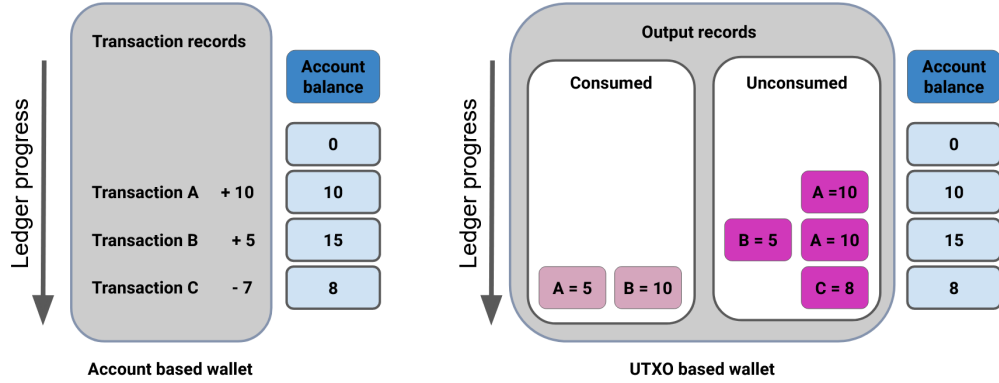 Transaction records
Account
balance
Ledger progress
0
Transaction A + 10
10
Transaction B + 5
15
Transaction C - 7
8
Account based wallet
Output records
Account
balance
Ledger progress
Consumed
Unconsumed
0
A =10
10
B = 5
A = 10
15
A = 5
B = 10
C = 8
8
UTXO based wallet